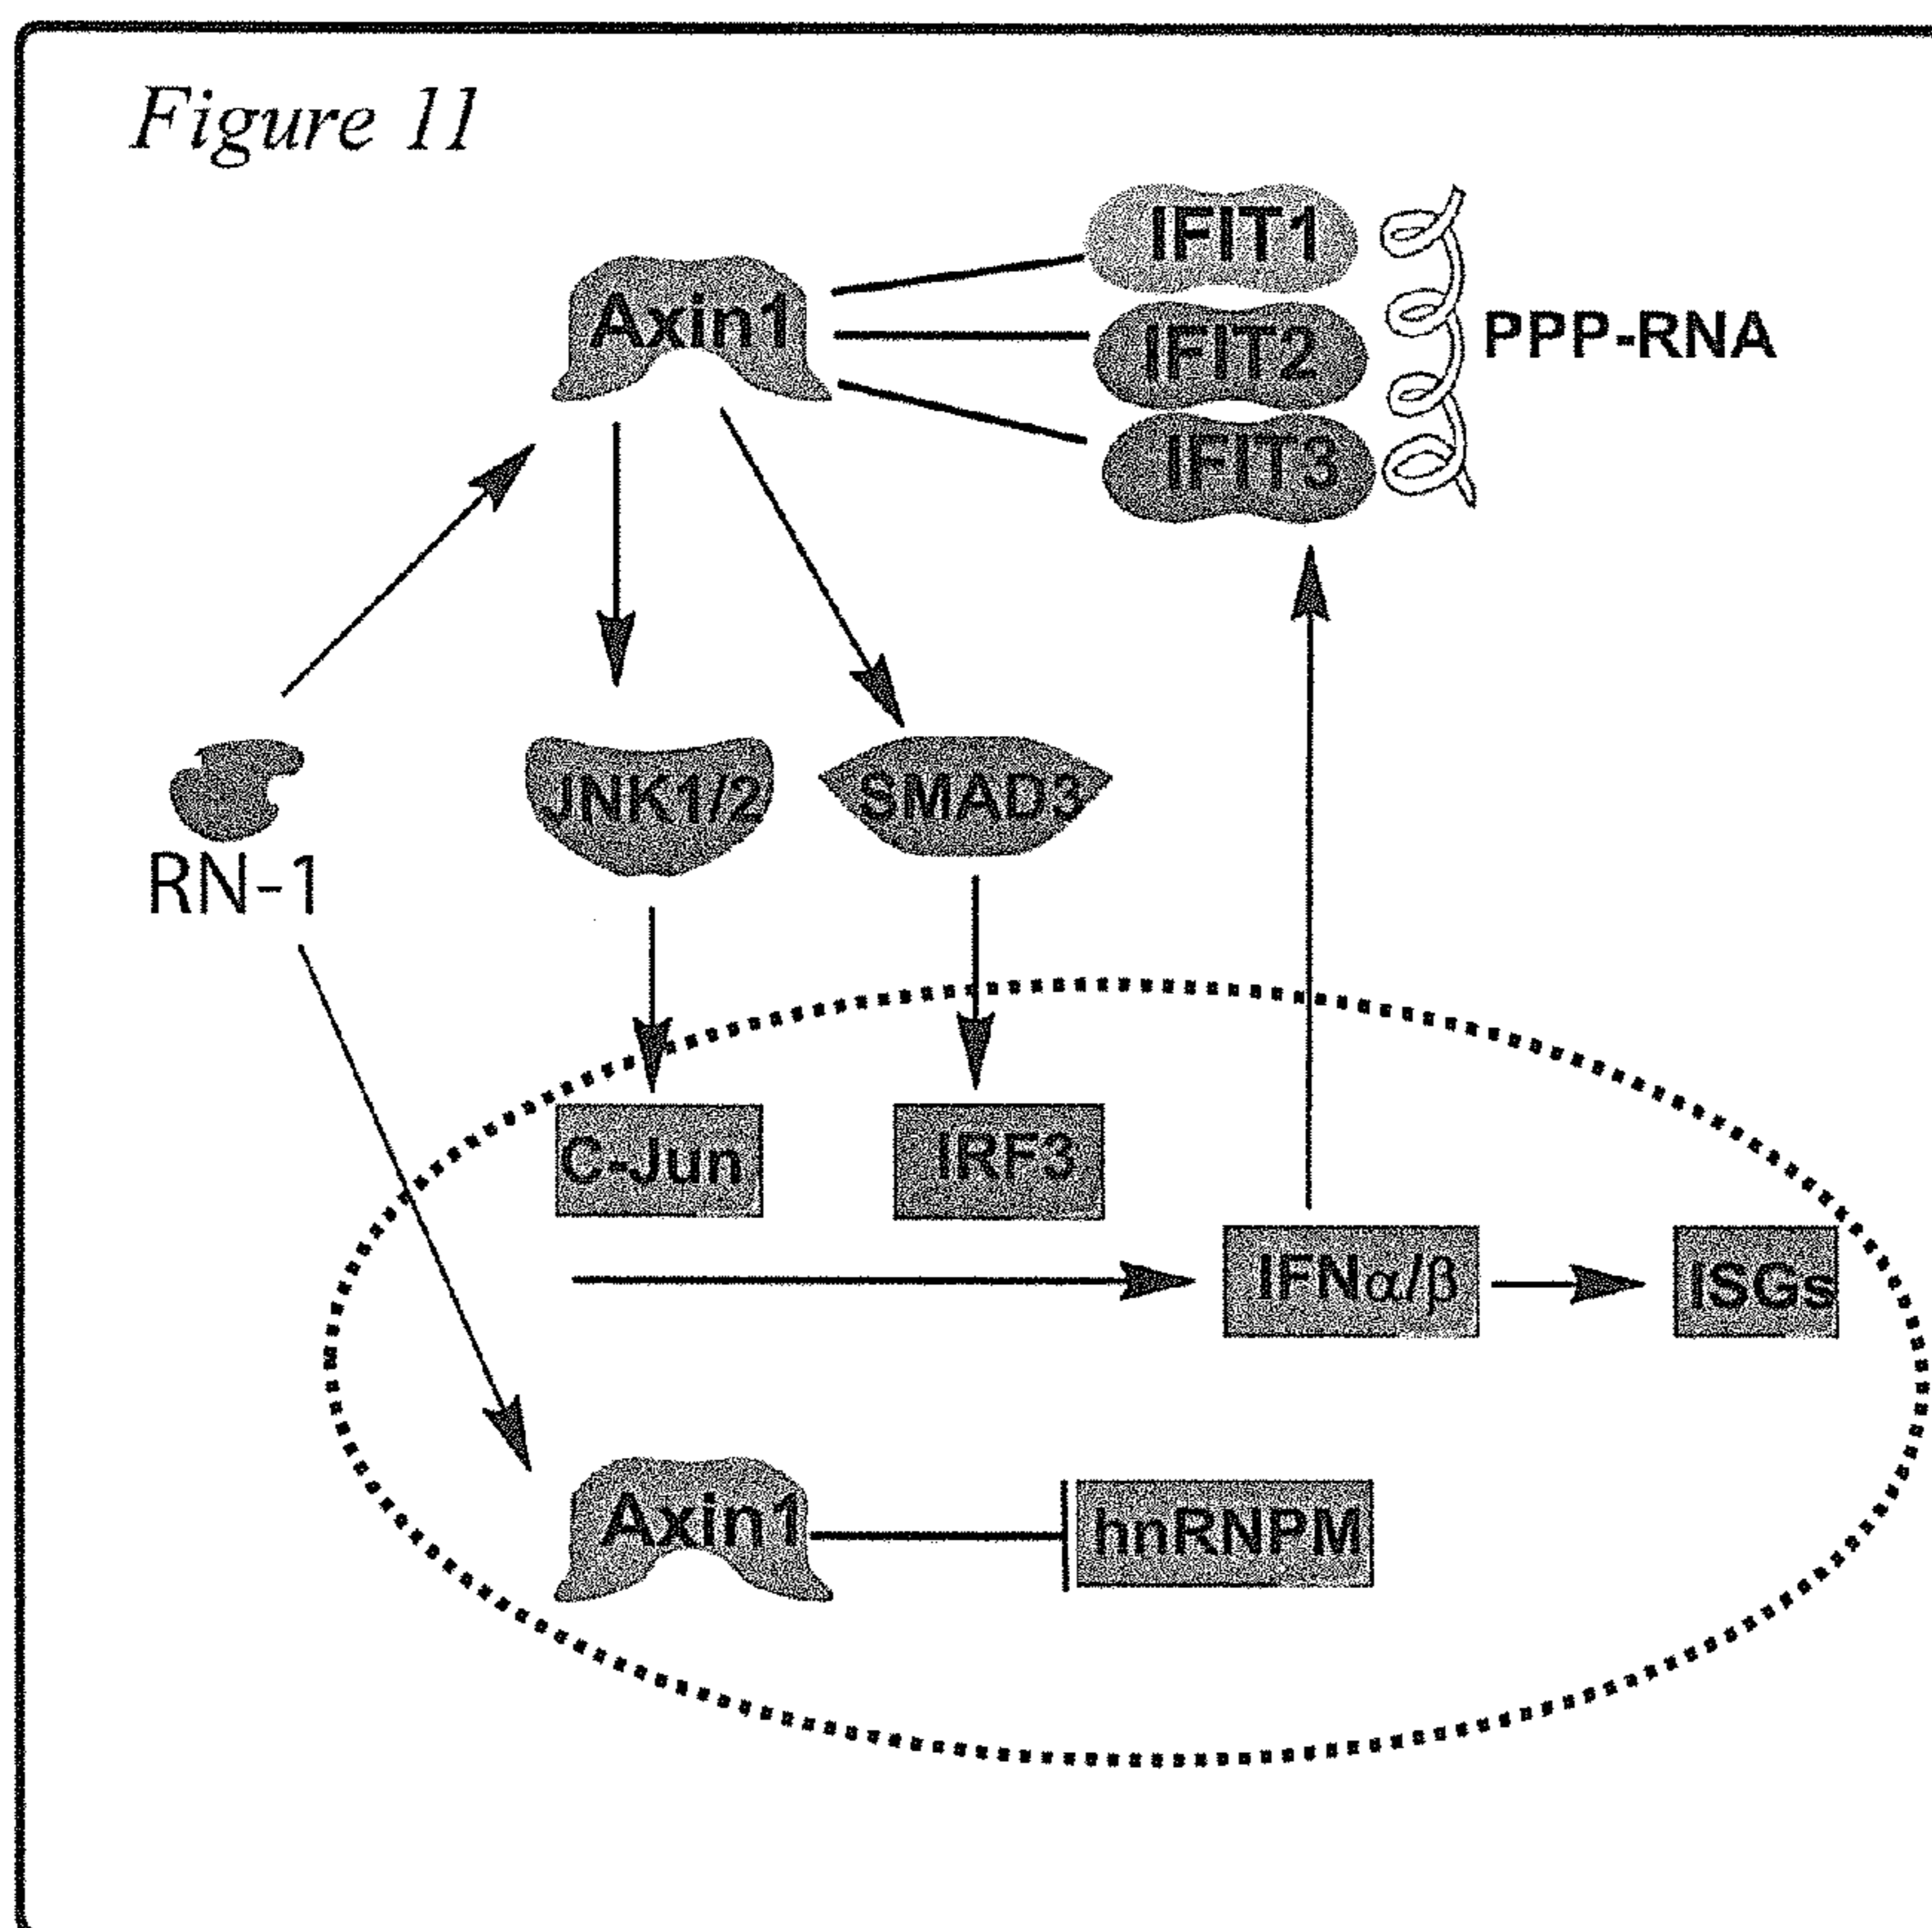 Figure 11
IFIT1
Axin1
IFIT2
PPP-RNA
IFIT3
JNK1/2
SMAD3
RN-1
C-Jun
IRF3
IFNα/β
ISGs
Axin1
hnRNPM